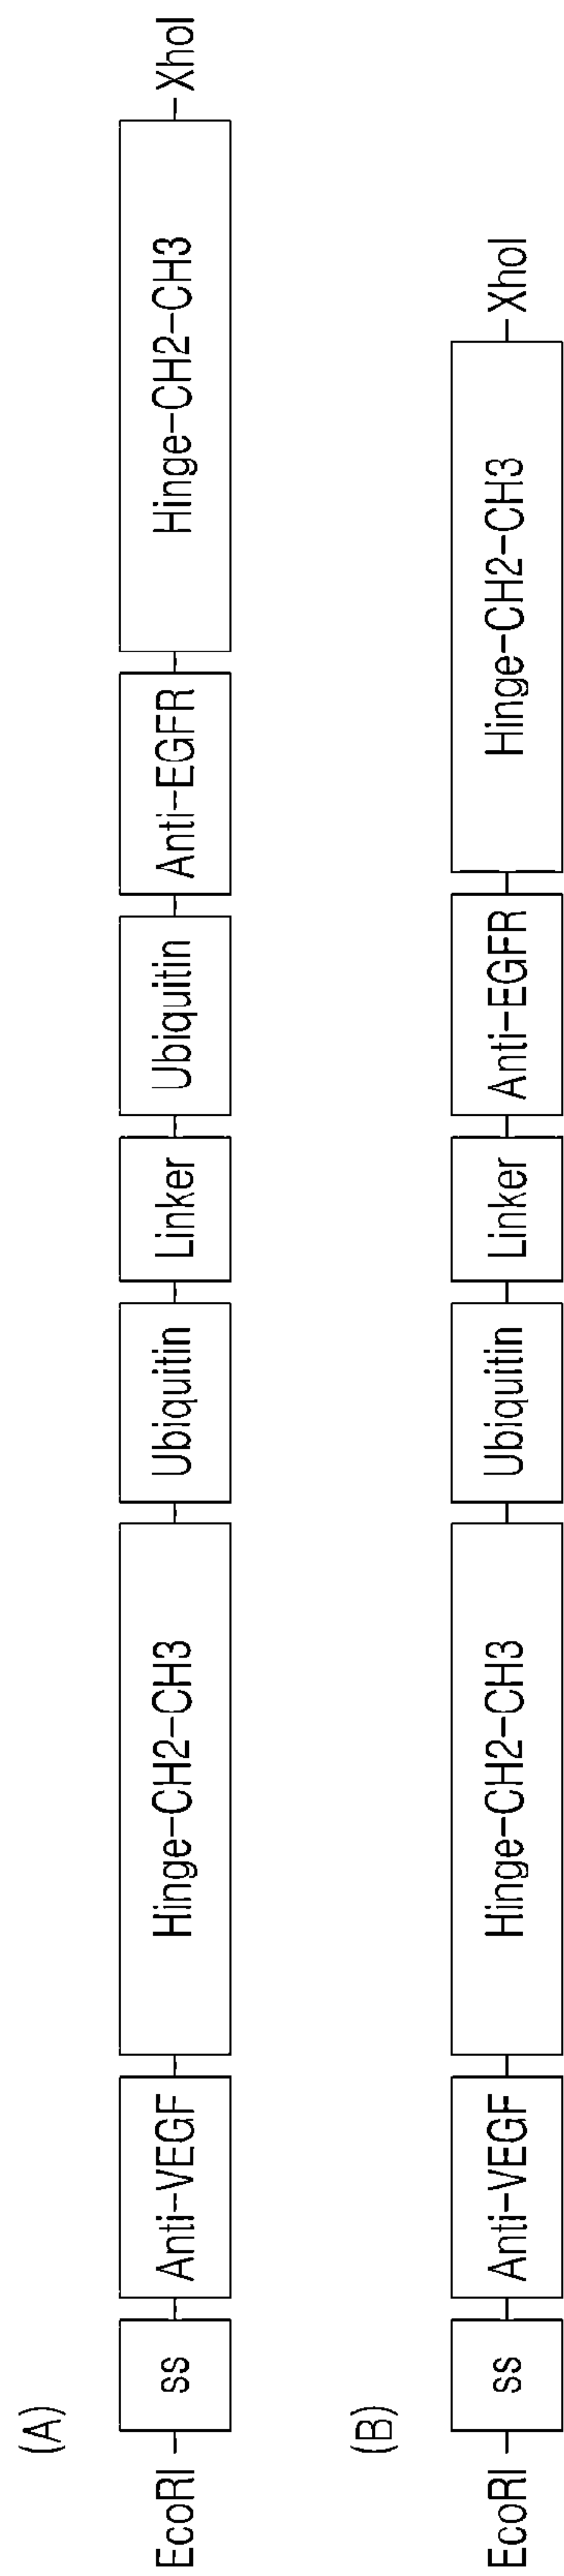 (A)
EcoRI
ss
Anti-VEGF
Hinge-CH2-CH3
Ubiquitin
Linker
Ubiquitin
Anti-EGFR
Hinge-CH2-CH3
XhoI
(B)
EcoRI
ss
Anti-VEGF
Hinge-CH2-CH3
Ubiquitin
Linker
Anti-EGFR
Hinge-CH2-CH3
XhoI